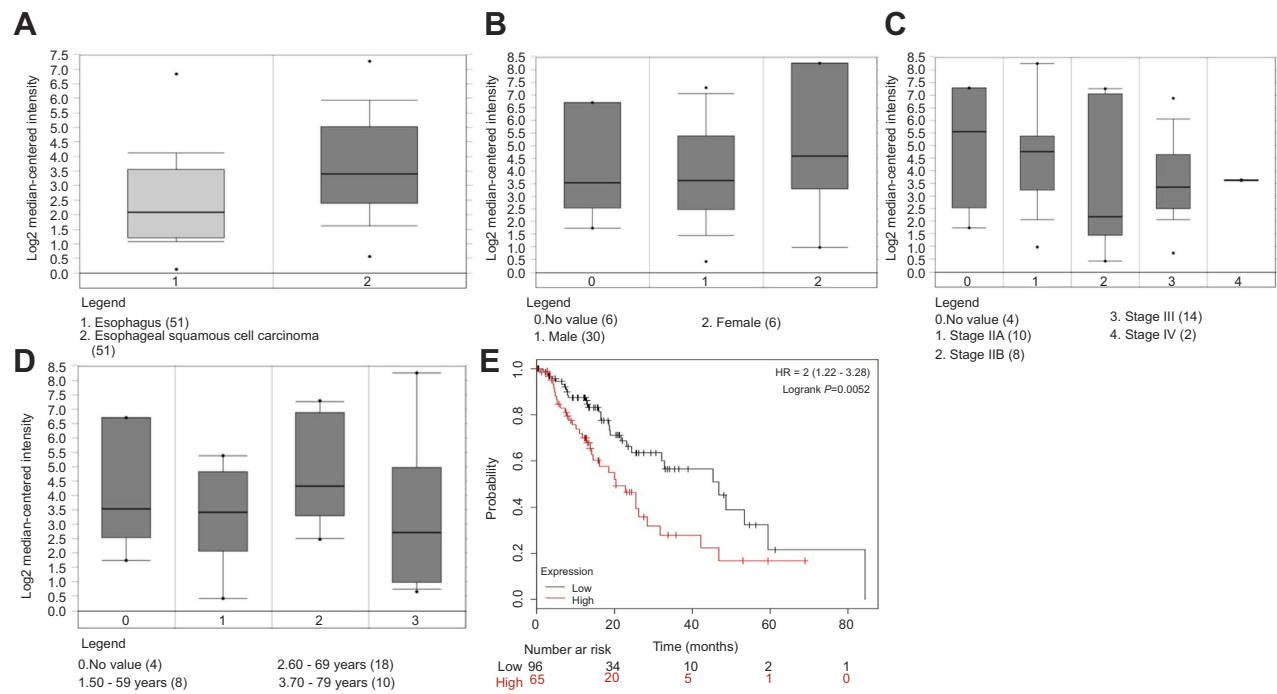 A
Log2 median-centered intensity
7.5
7.0
6.5
6.0
5.5
5.0
4.5
4.0
3.5
3.0
2.5
2.0
1.5
1.0
0.5
0.0
1 2
Legend
1. Esophagus (51)
2. Esophageal squamous cell carcinoma
(51)
B
Log2 median-centered intensity
8.5
8.0
7.5
7.0
6.5
6.0
5.5
5.0
4.5
4.0
3.5
3.0
2.5
2.0
1.5
1.0
0.5
0.0
0 1 2
Legend
0.No value (6) 2. Female (6)
1. Male (30)
C
Log2 median-centered intensity
8.5
8.0
7.5
7.0
6.5
6.0
5.5
5.0
4.5
4.0
3.5
3.0
2.5
2.0
1.5
1.0
0.5
0.0
0 1 2 3 4
Legend
0.No value (4) 3. Stage III (14)
1. Stage IIA (10) 4. Stage IV (2)
2. Stage IIB (8)
D
Log2 median-centered intensity
8.5
8.0
7.5
7.0
6.5
6.0
5.5
5.0
4.5
4.0
3.5
3.0
2.5
2.0
1.5
1.0
0.5
0.0
0 1 2 3
Legend
0.No value (4) 2.60 - 69 years (18)
1.50 - 59 years (8) 3.70 - 79 years (10)
E
HR = 2 (1.22 - 3.28)
Logrank P=0.0052
Probability
1.0
0.8
0.6
0.4
0.2
0.0
Expression
Low
High
0 20 40 60 80
Time (months)
Number ar risk
Low 96 34 10 2 1
High 65 20 5 1 0